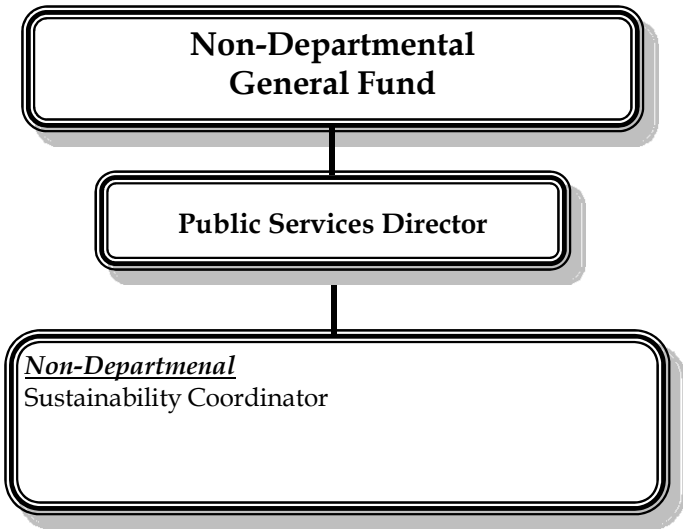 Non-Departmental
General Fund
Public Services Director
Non-Departmenal
Sustainability Coordinator